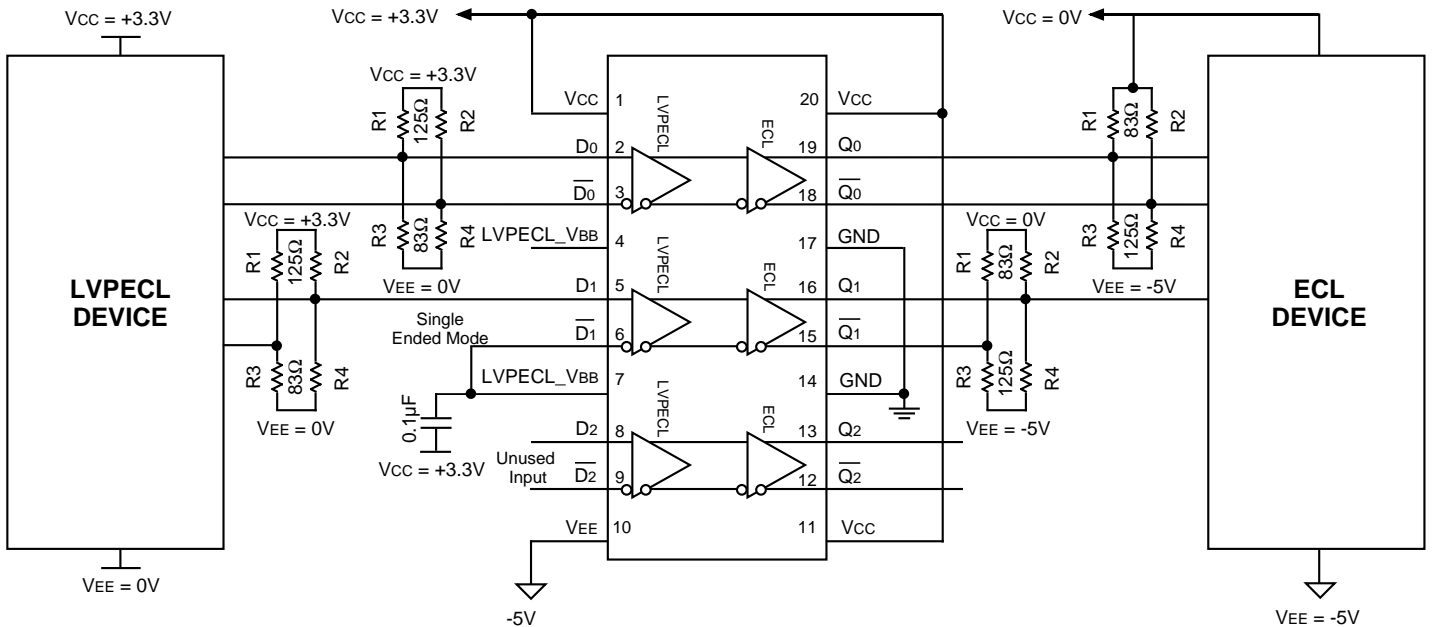 VCC = +3.3V
VCC = +3.3V
VCC = 0V
VCC = +3.3V
R1
125Ω
R2
R3
83Ω
R4
VEE = 0V
VCC = +3.3V
R1
125Ω
R2
R3
83Ω
R4
VEE = 0V
LVPECL
DEVICE
VEE = 0V
Single
Ended Mode
0.1µF
VCC = +3.3V
Unused
Input
VCC 1
D0 2
D0 3
LVPECL_VBB 4
D1 5
D1 6
LVPECL_VBB 7
D2 8
D2 9
VEE 10
-5V
LVPECL
ECL
LVPECL
ECL
LVPECL
ECL
20 VCC
19 Q0
18 Q0
17 GND
16 Q1
15 Q1
14 GND
13 Q2
12 Q2
11 VCC
R1
83Ω
R2
R3
125Ω
R4
VEE = -5V
VCC = 0V
R1
83Ω
R2
R3
125Ω
R4
VEE = -5V
ECL
DEVICE
VEE = -5V